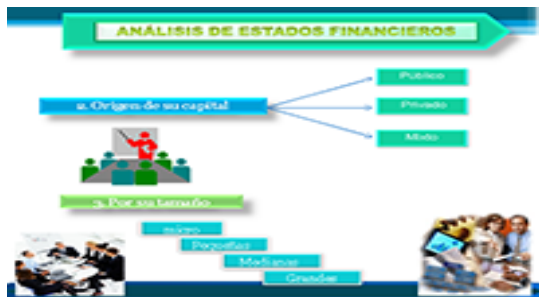 ANÁLISIS DE ESTADOS FINANCIEROS
Público
2. Origen de su capital
Privado
Mixto
3. Por su tamaño
micro
Pequeñas
Medianas
Grandes